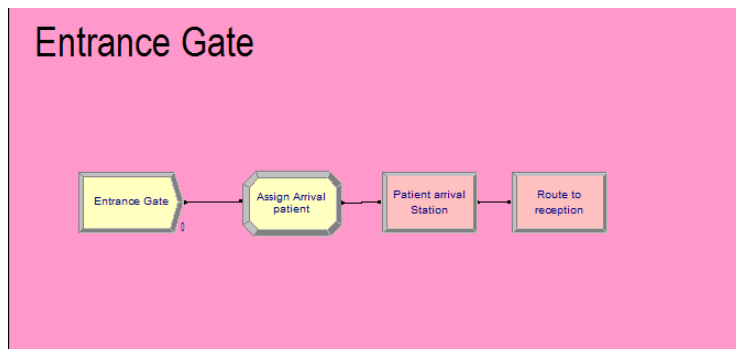 Entrance Gate
Entrance Gate
0
Assign Arrival
patient
Patient arrival
Station
Route to
reception